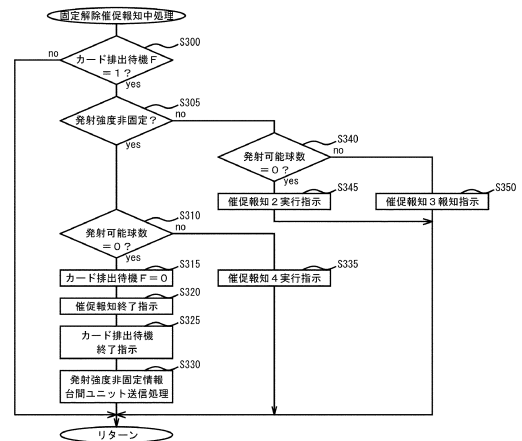 固定解除催促報知中処理
S300
カード排出待機F
=1?
no
yes
S305
発射強度非固定?
no
yes
S340
発射可能球数
=0?
no
yes
S345
催促報知2実行指示
S350
催促報知3報知指示
S310
発射可能球数
=0?
no
yes
S315
カード排出待機F=0
S335
催促報知4実行指示
S320
催促報知終了指示
S325
カード排出待機
終了指示
S330
発射強度非固定情報
台間ユニット送信処理
リターン